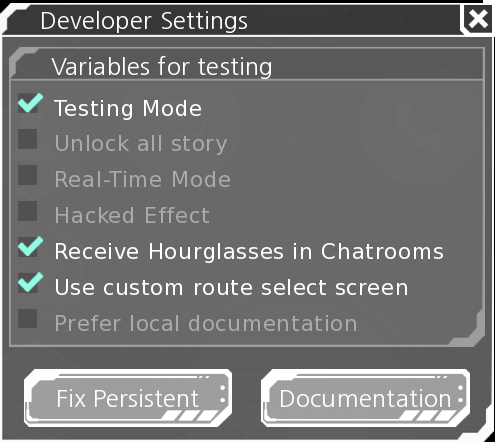 Developer Settings
Variables for testing
Testing Mode
Unlock all story
Real-Time Mode
Hacked Effect
Receive Hourglasses in Chatrooms
Use custom route select screen
Prefer local documentation
Fix Persistent
Documentation